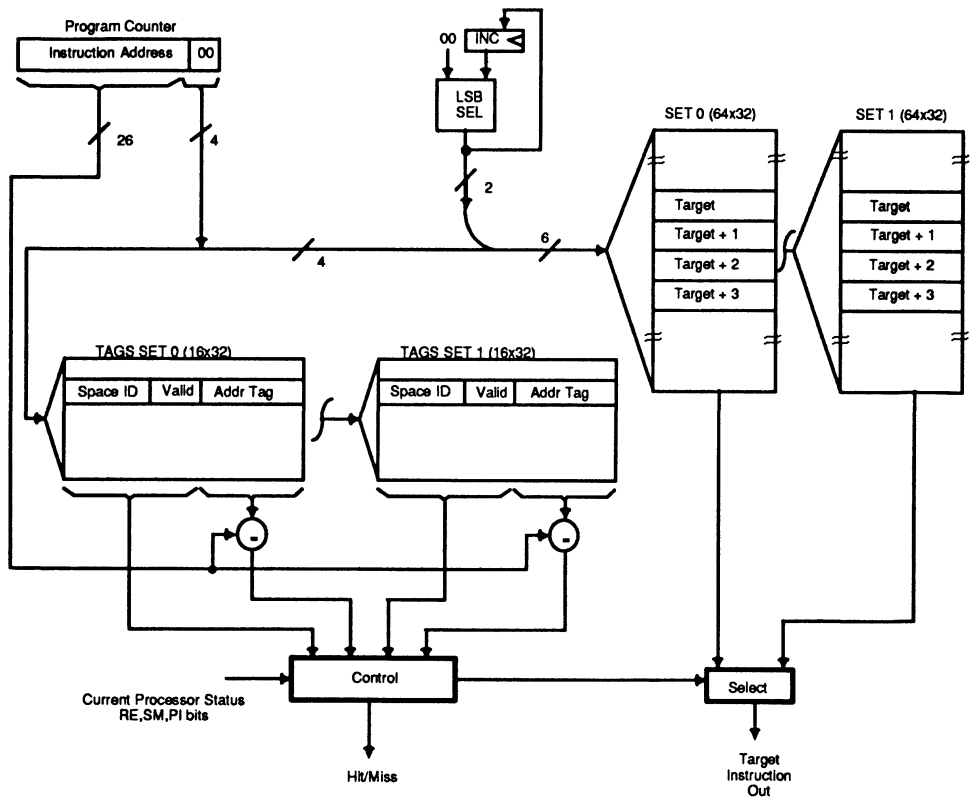 Program Counter
Instruction Address 00
26
4
00 INC
LSB
SEL
2
4
6
SET 0 (64x32)
Target
Target + 1
Target + 2
Target + 3
SET 1 (64x32)
Target
Target + 1
Target + 2
Target + 3
TAGS SET 0 (16x32)
Space ID Valid Addr Tag
TAGS SET 1 (16x32)
Space ID Valid Addr Tag
-
-
Control
Current Processor Status
RE,SM,PI bits
Hit/Miss
Select
Target
Instruction
Out